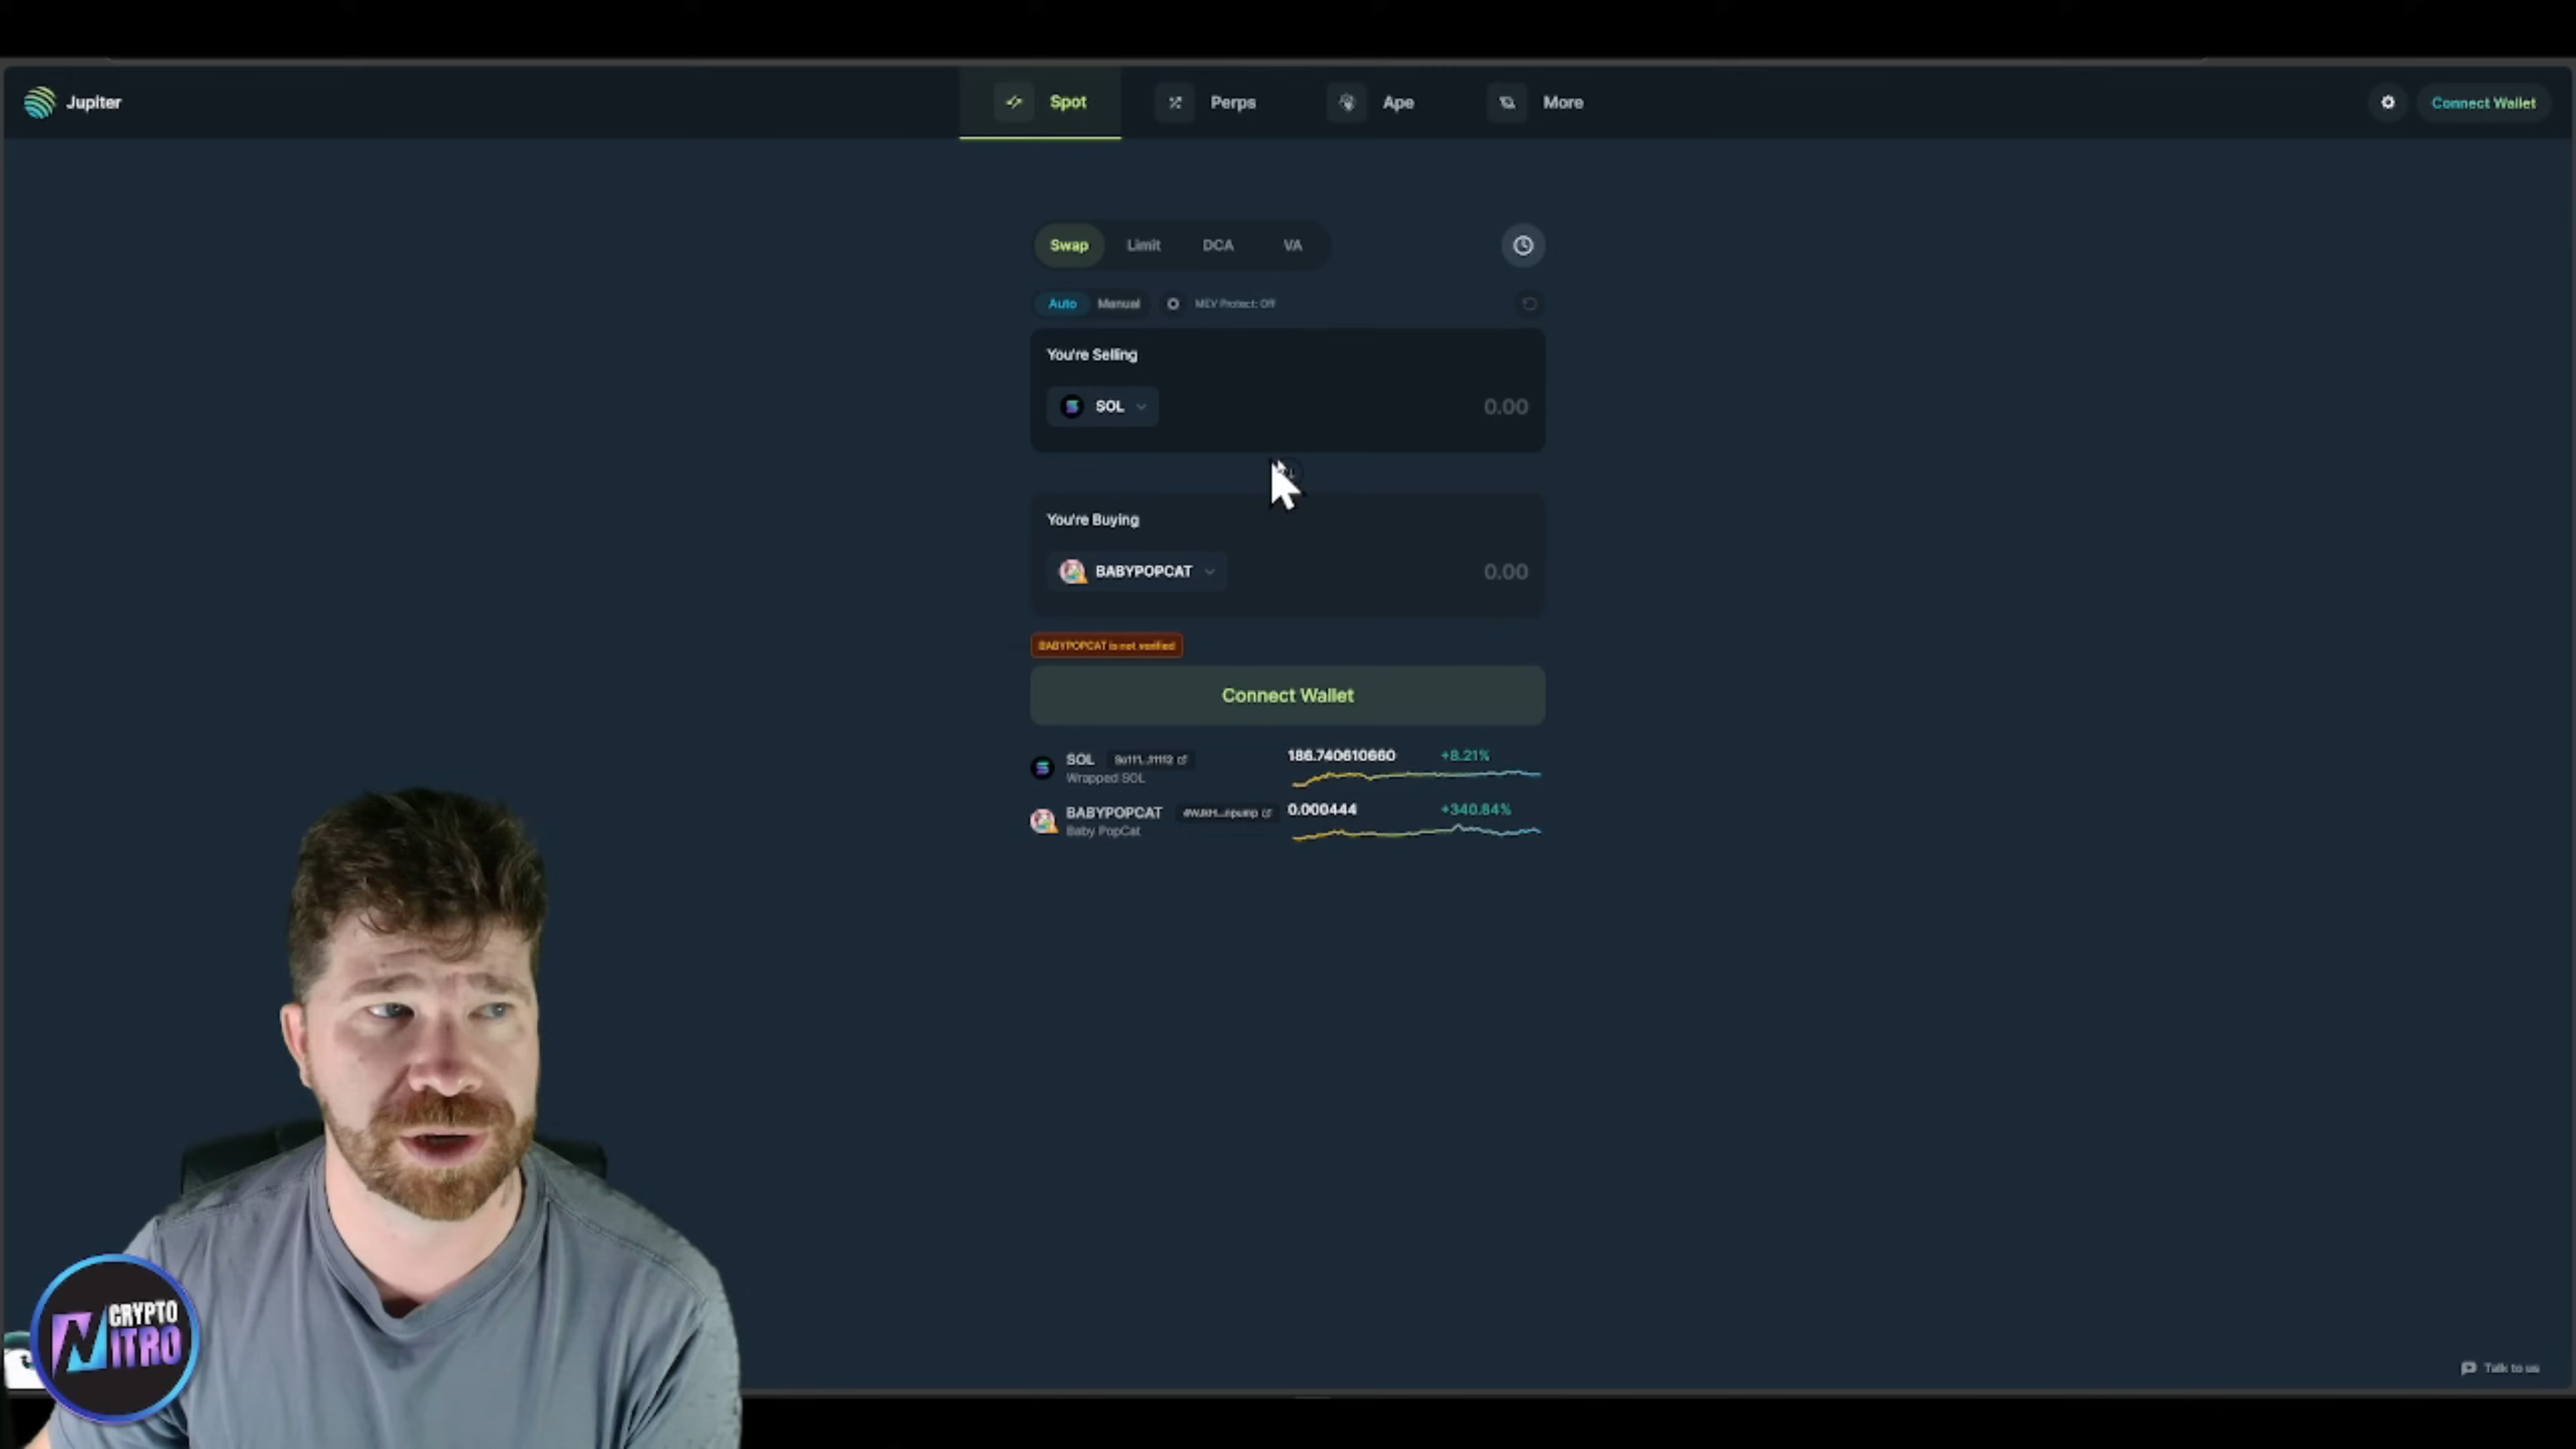 Jupiter
Spot
Perps
Ape
More
Connect Wallet
Swap
Limit
DCA
VA
Auto
Manual
MEV Protect: Off
You're Selling
SOL
0.00
You're Buying
BABYPOPCAT
0.00
BABYPOPCAT is not verified
Connect Wallet
SOL
186.740610660
+8.21%
Wrapped SOL
BABYPOPCAT
0.000444
+340.84%
Baby PopCat
CRYPTO
NITRO
Talk to us